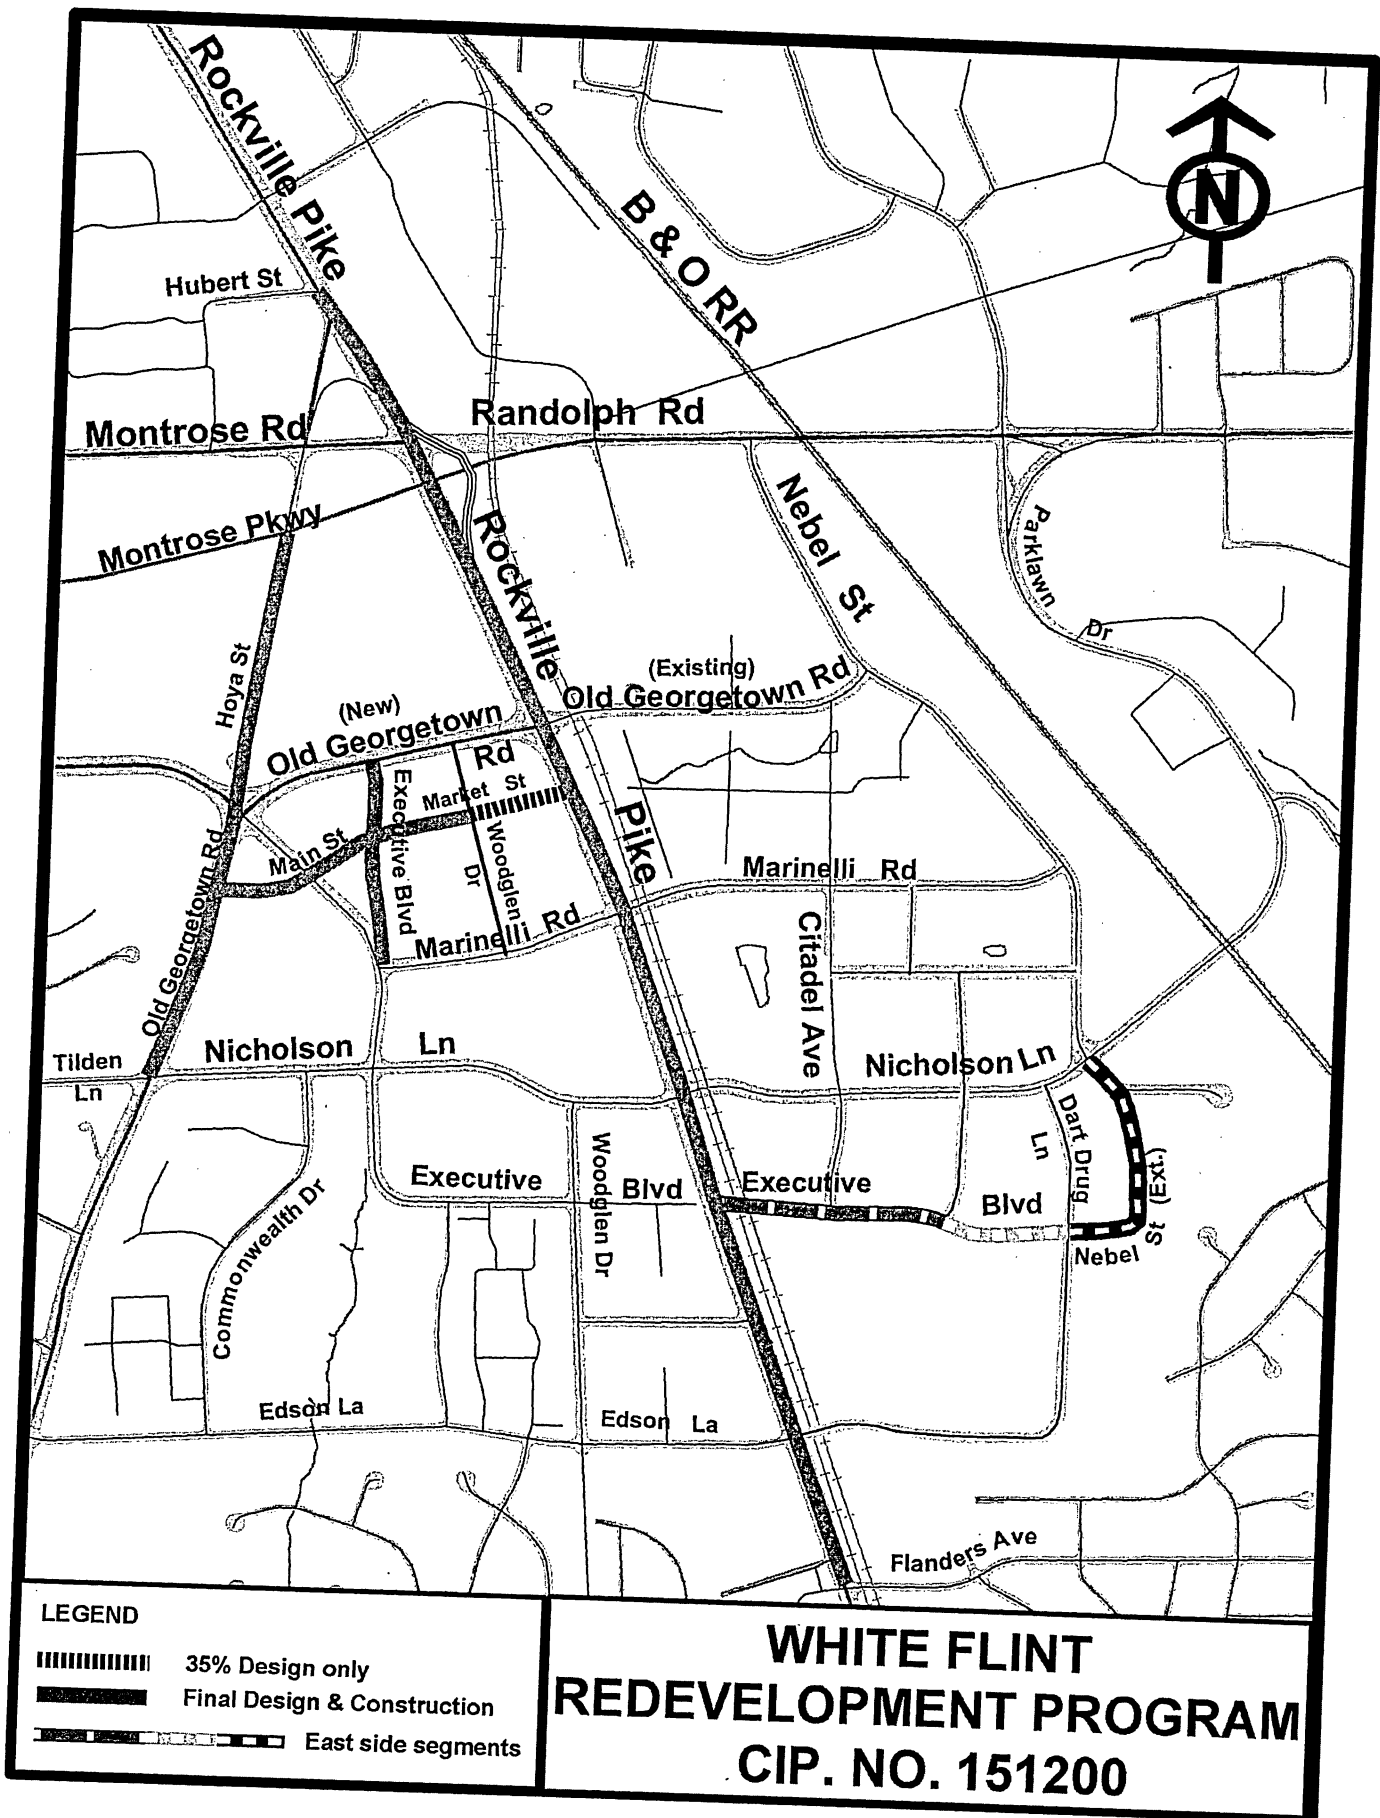 Rockville Pike
N
B & O RR
Hubert St
Montrose Rd
Randolph Rd
Montrose Pkwy
Nebel St
Parklawn Dr
Rockville Pike
Hoya St
(New)
Old Georgetown Rd
(Existing)
Old Georgetown Rd
Executive Blvd
Market St
Main St
Woodglen Dr
Old Georgetown Rd
Marinelli Rd
Marinelli Rd
Citadel Ave
Tilden Ln
Nicholson Ln
Nicholson Ln
Dart Drug Ln
Executive Blvd
Woodglen Dr
Executive Blvd
Nebel St (Ext.)
Commonwealth Dr
Edson La
Edson La
Flanders Ave
LEGEND
35% Design only
Final Design & Construction
East side segments
WHITE FLINT
REDEVELOPMENT PROGRAM
CIP. NO. 151200